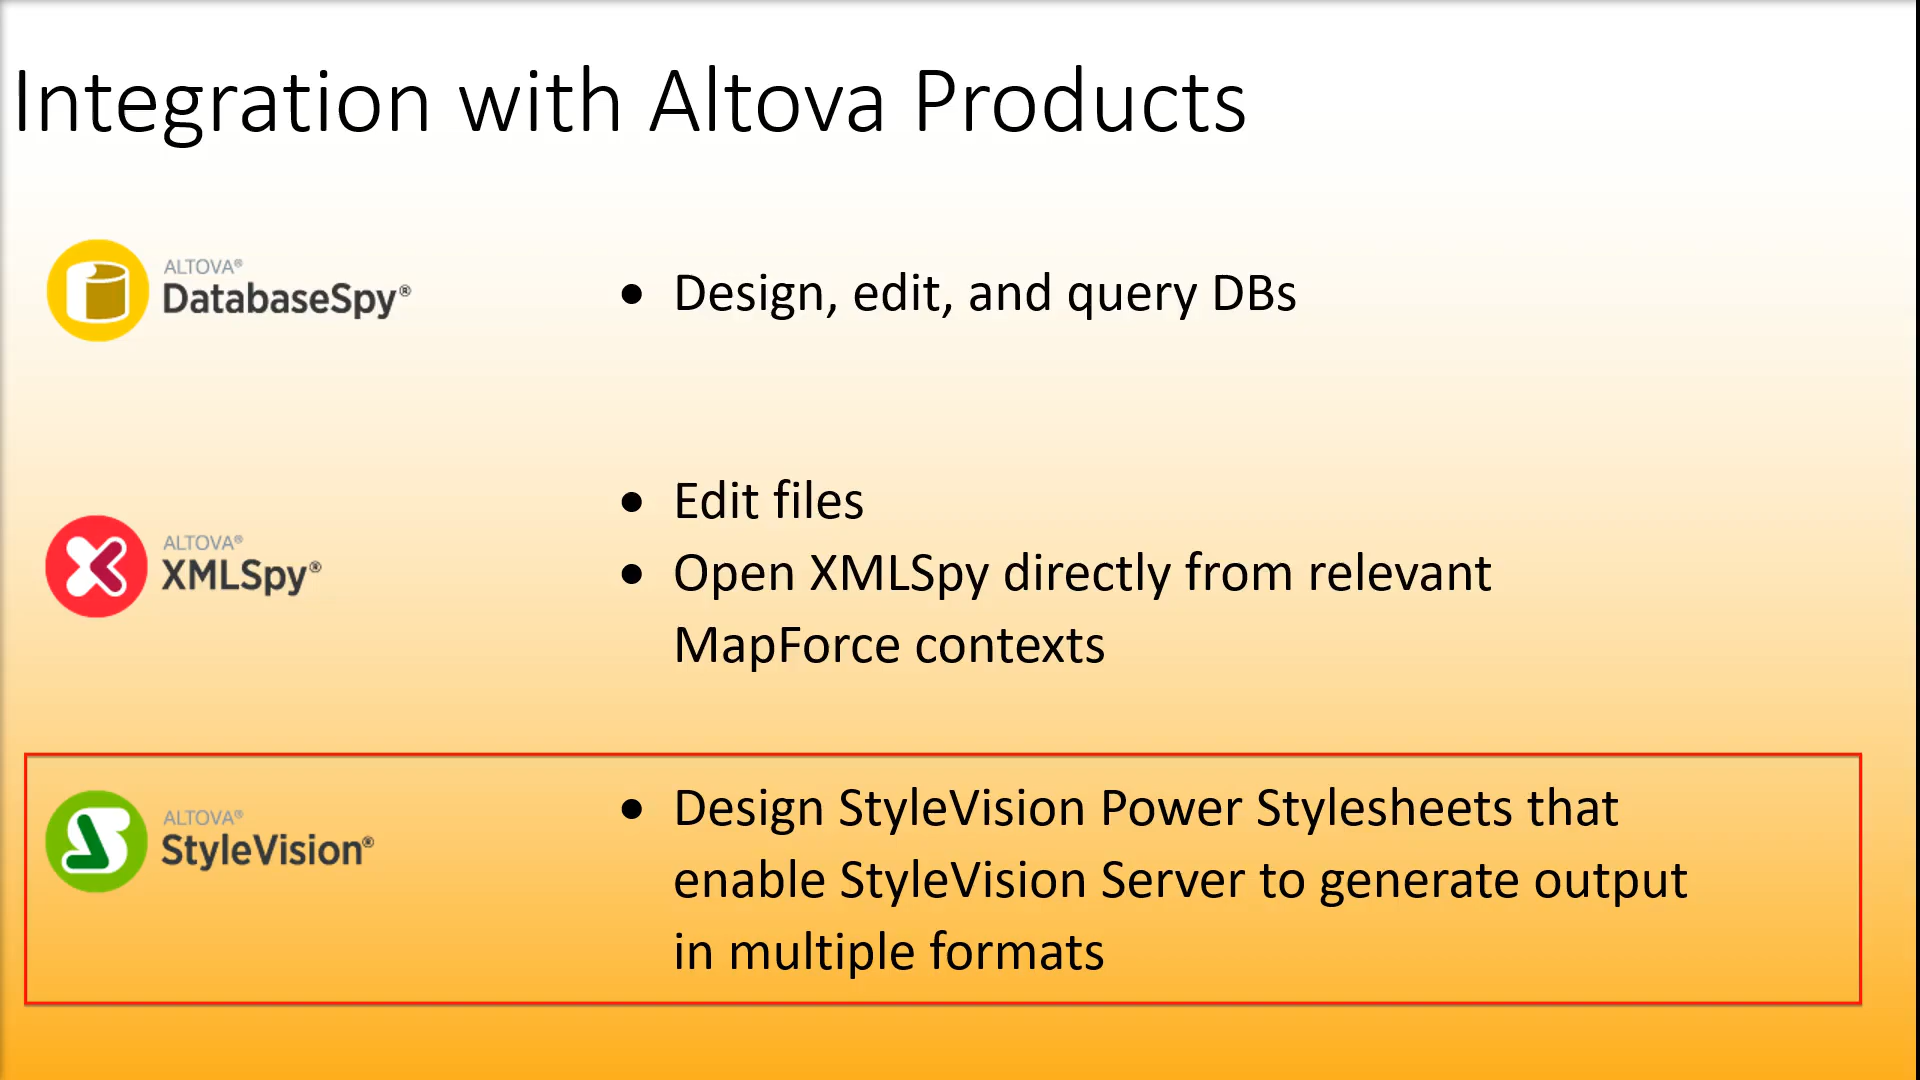 Integration with Altova Products
ALTOVA®
DatabaseSpy®
• Design, edit, and query DBs
ALTOVA®
XMLSpy®
• Edit files
• Open XMLSpy directly from relevant
MapForce contexts
ALTOVA®
StyleVision®
• Design StyleVision Power Stylesheets that
enable StyleVision Server to generate output
in multiple formats